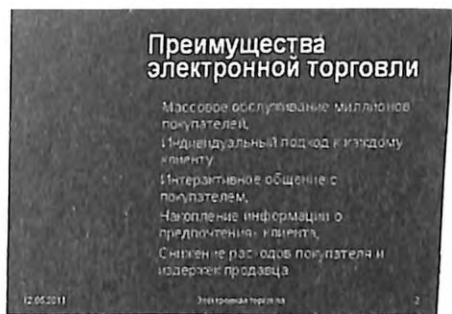 Преимущества
электронной торговли
Массовое обслуживание миллионов
покупателей,
Индивидуальный подход к каждому
клиенту
Интерактивное общение с
покупателем,
Накопление информации о
предпочтениях клиента,
Снижение расходов покупателя и
издержек продавца
12.05.2011
Электронная торговля
2